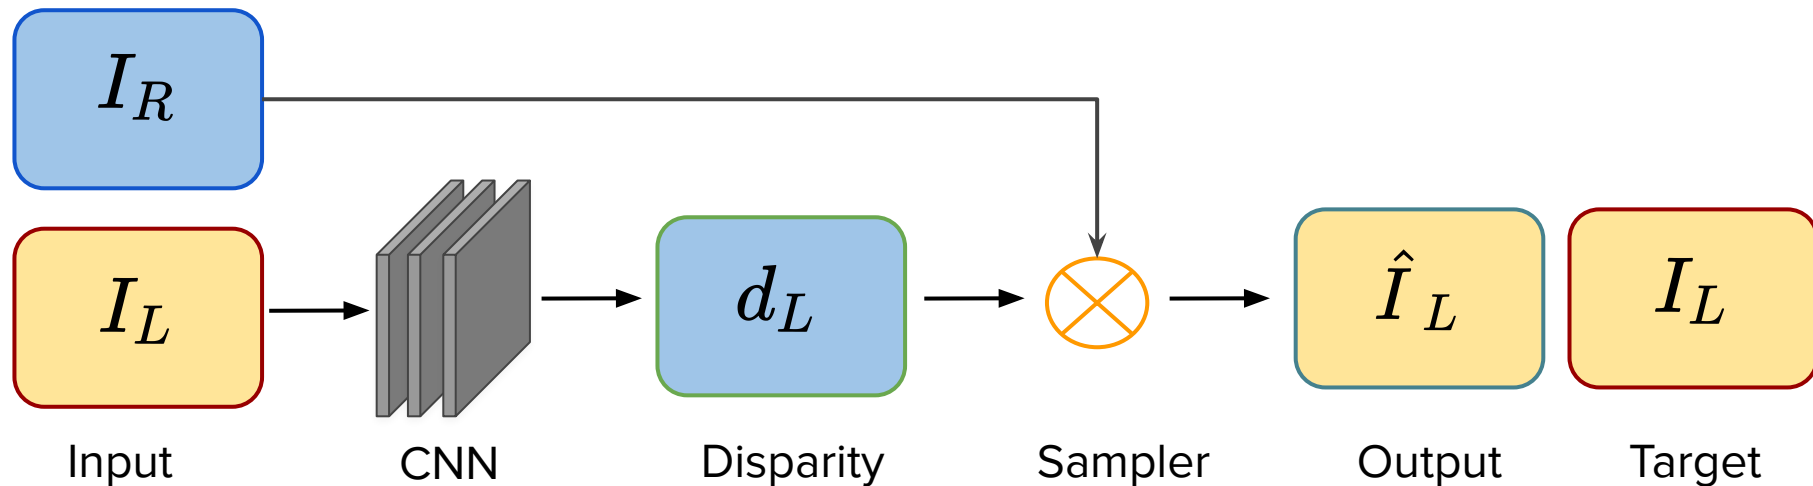 I_R
I_L
d_L
Î_L
I_L
Input
CNN
Disparity
Sampler
Output
Target